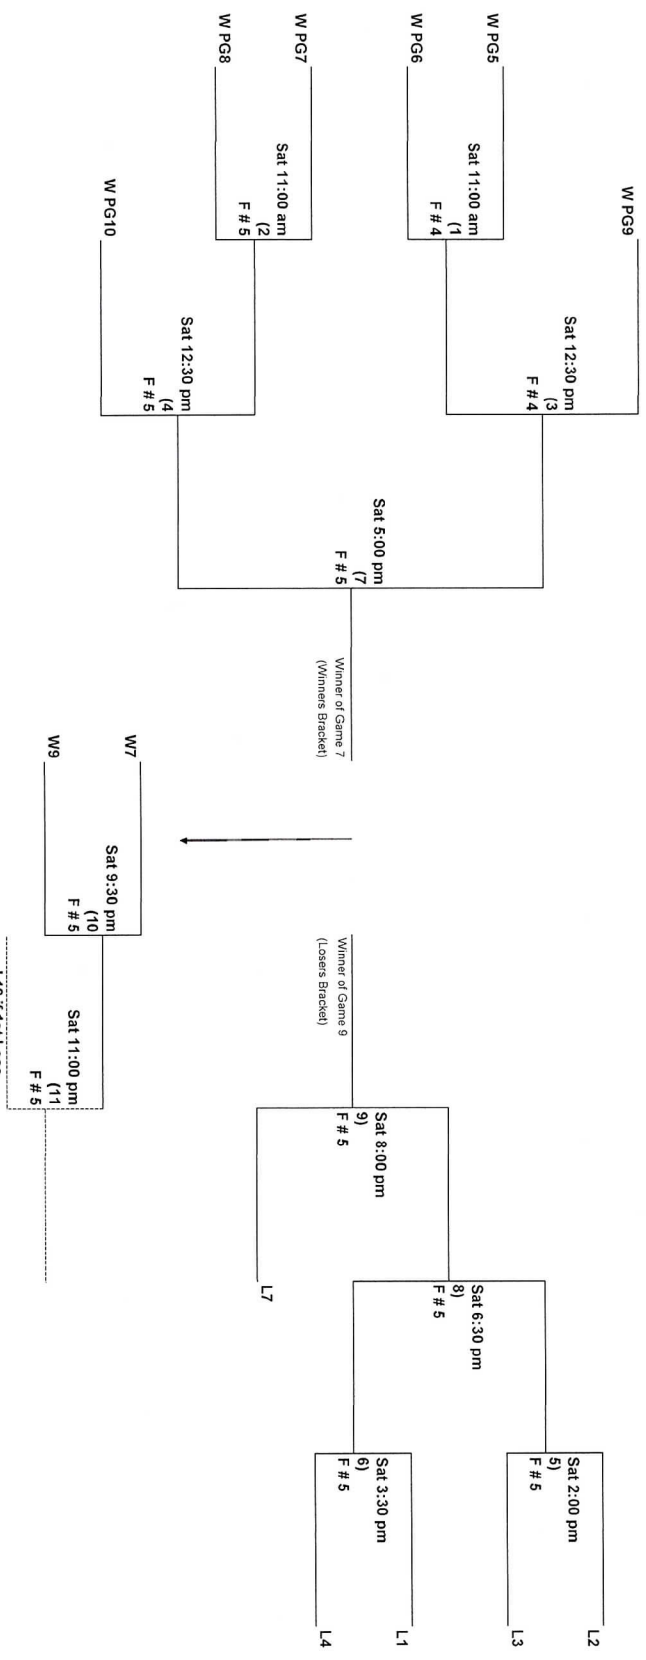 W PG9
Sat 12:30 pm
(3
F # 4
W PG5
Sat 11:00 am
(1
F # 4
W PG6
Sat 5:00 pm
(7
F # 5
Winner of Game 7
(Winners Bracket)
W PG7
Sat 11:00 am
(2
F # 5
W PG8
Sat 12:30 pm
(4
F # 5
W PG10
L2
Sat 2:00 pm
5)
F # 5
L3
Sat 6:30 pm
8)
F # 5
L1
Sat 3:30 pm
6)
F # 5
L4
Sat 8:00 pm
9)
F # 5
Winner of Game 9
(Losers Bracket)
L7
W7
Sat 9:30 pm
(10
F # 5
W9
Sat 11:00 pm
(11
F # 5